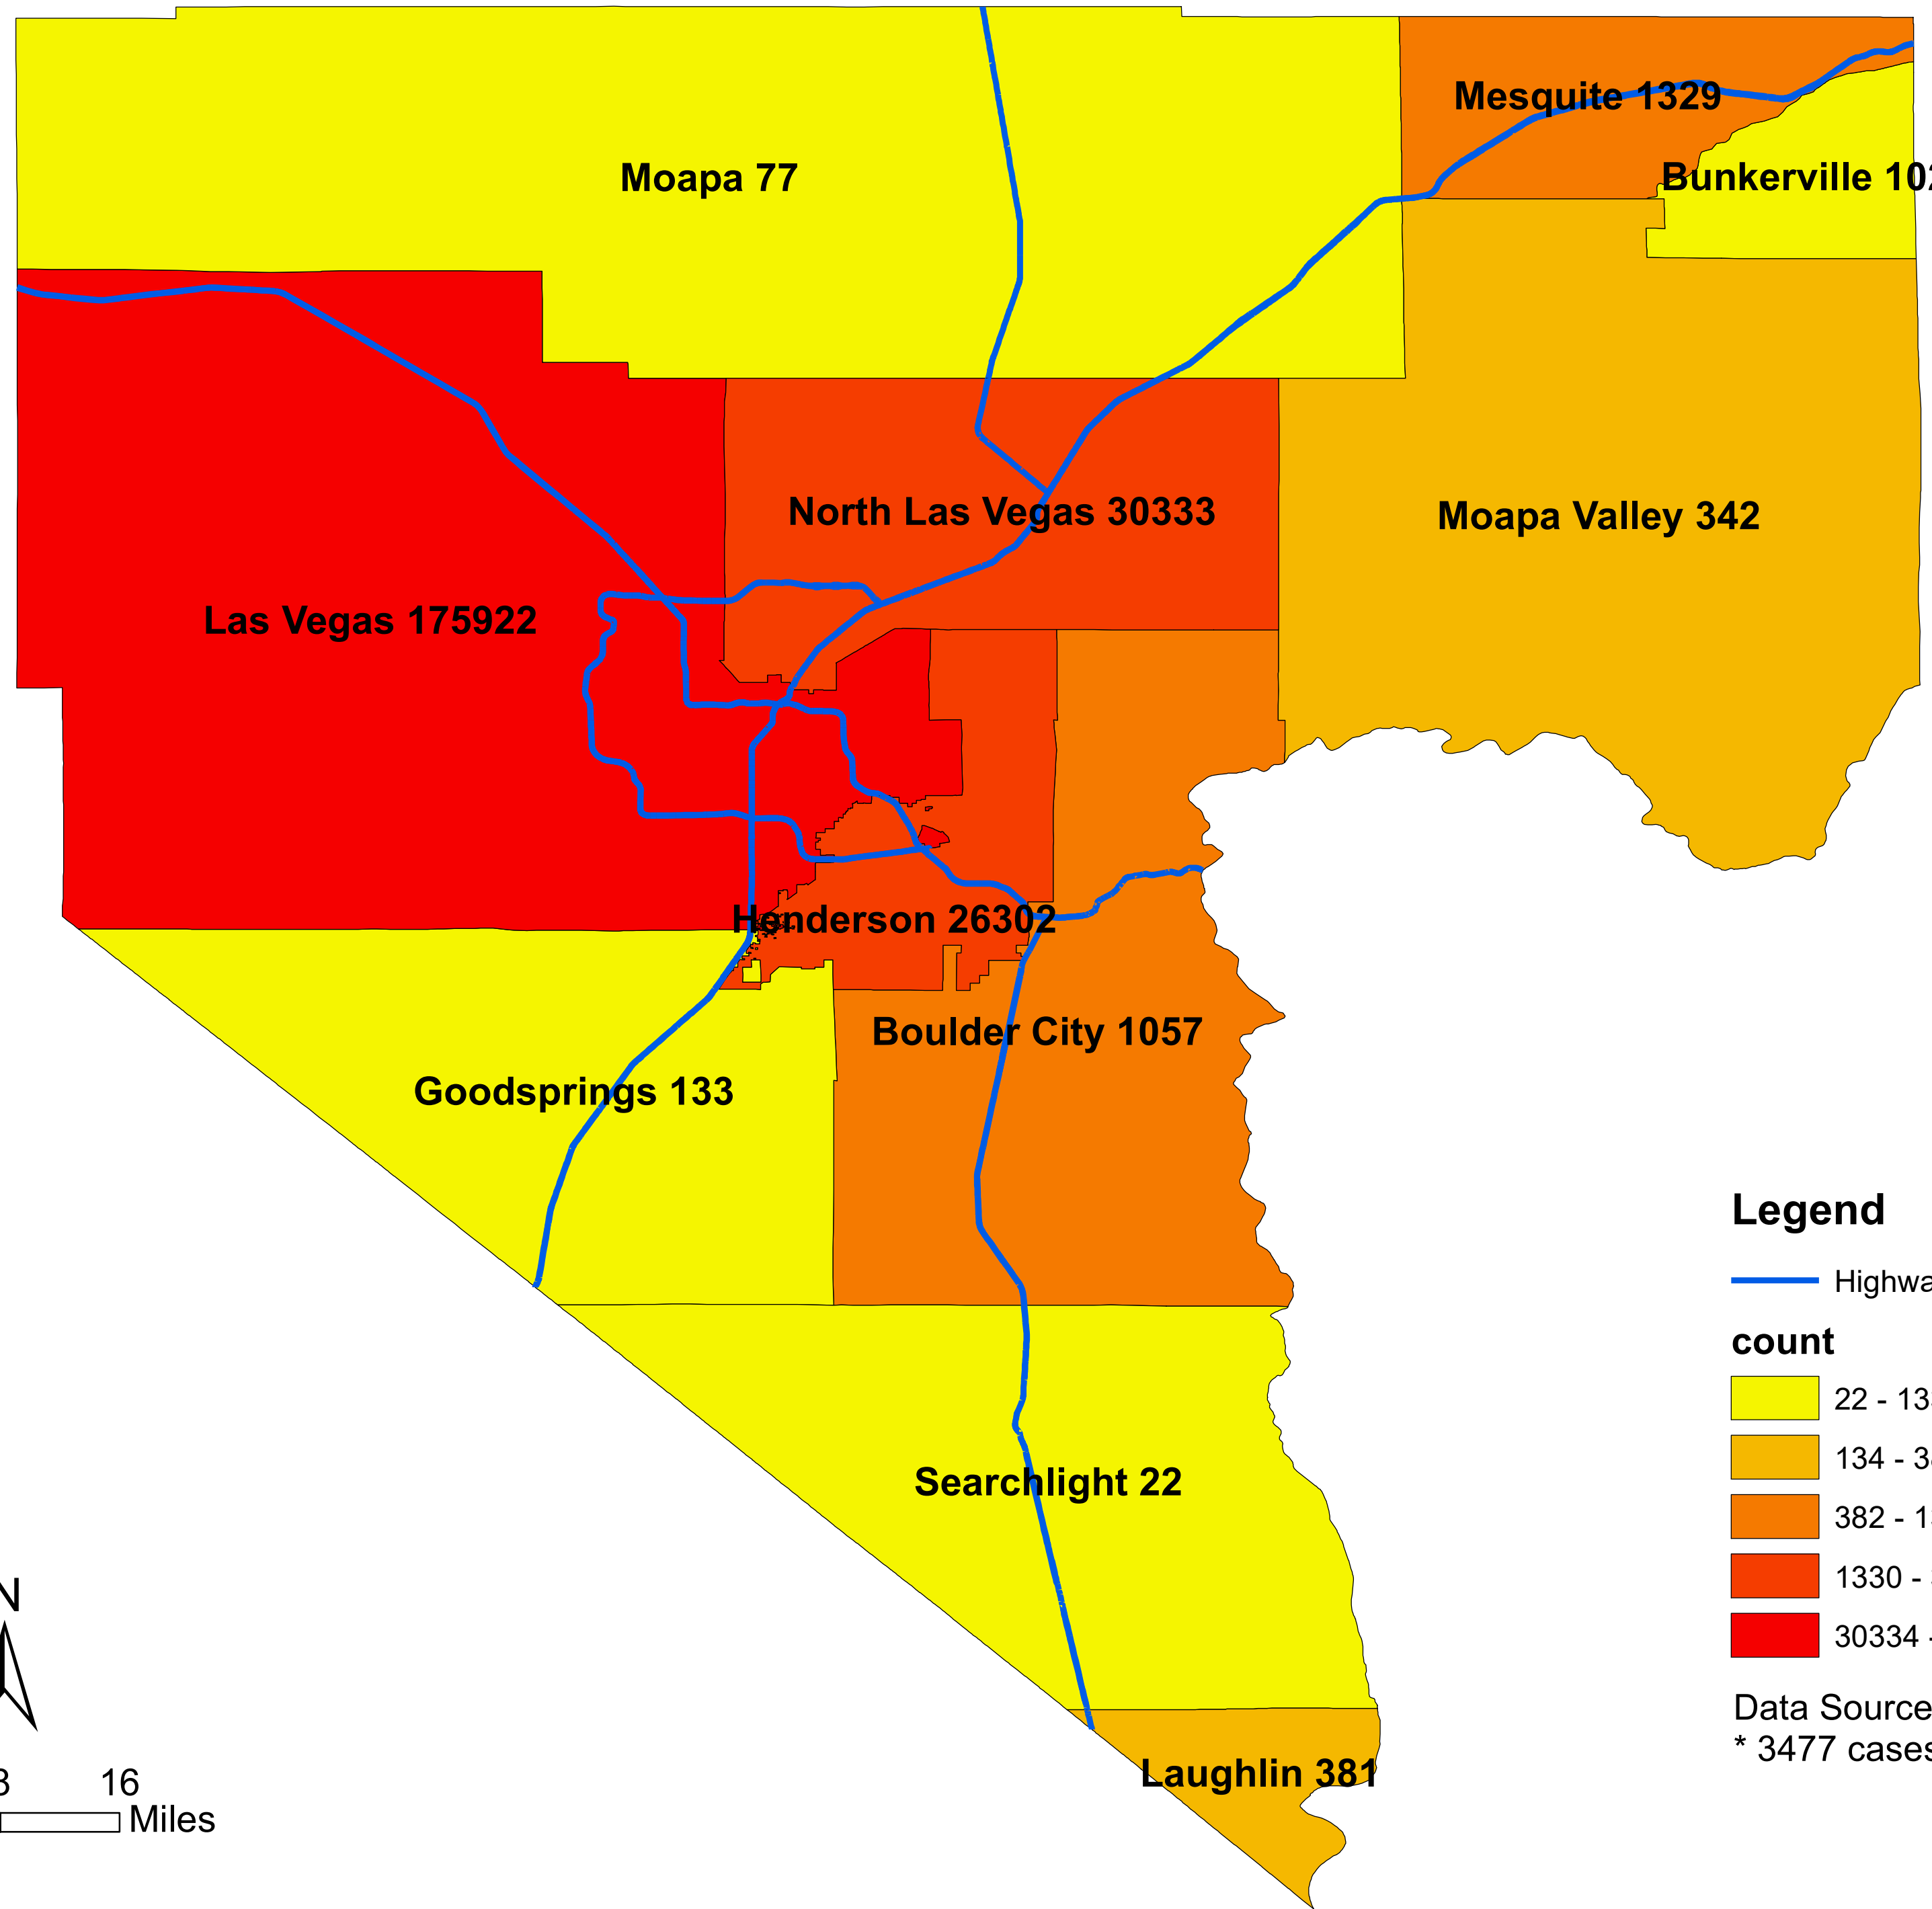 Mesquite 1329
Moapa 77
Bunkerville 102
North Las Vegas 30333
Moapa Valley 342
Las Vegas 175922
Henderson 26302
Boulder City 1057
Goodsprings 133
Searchlight 22
Laughlin 381
Legend
Highwa
count
22 - 13
134 - 3
382 - 1
1330 -
30334 -
Data Source
* 3477 cases
N
16
Miles